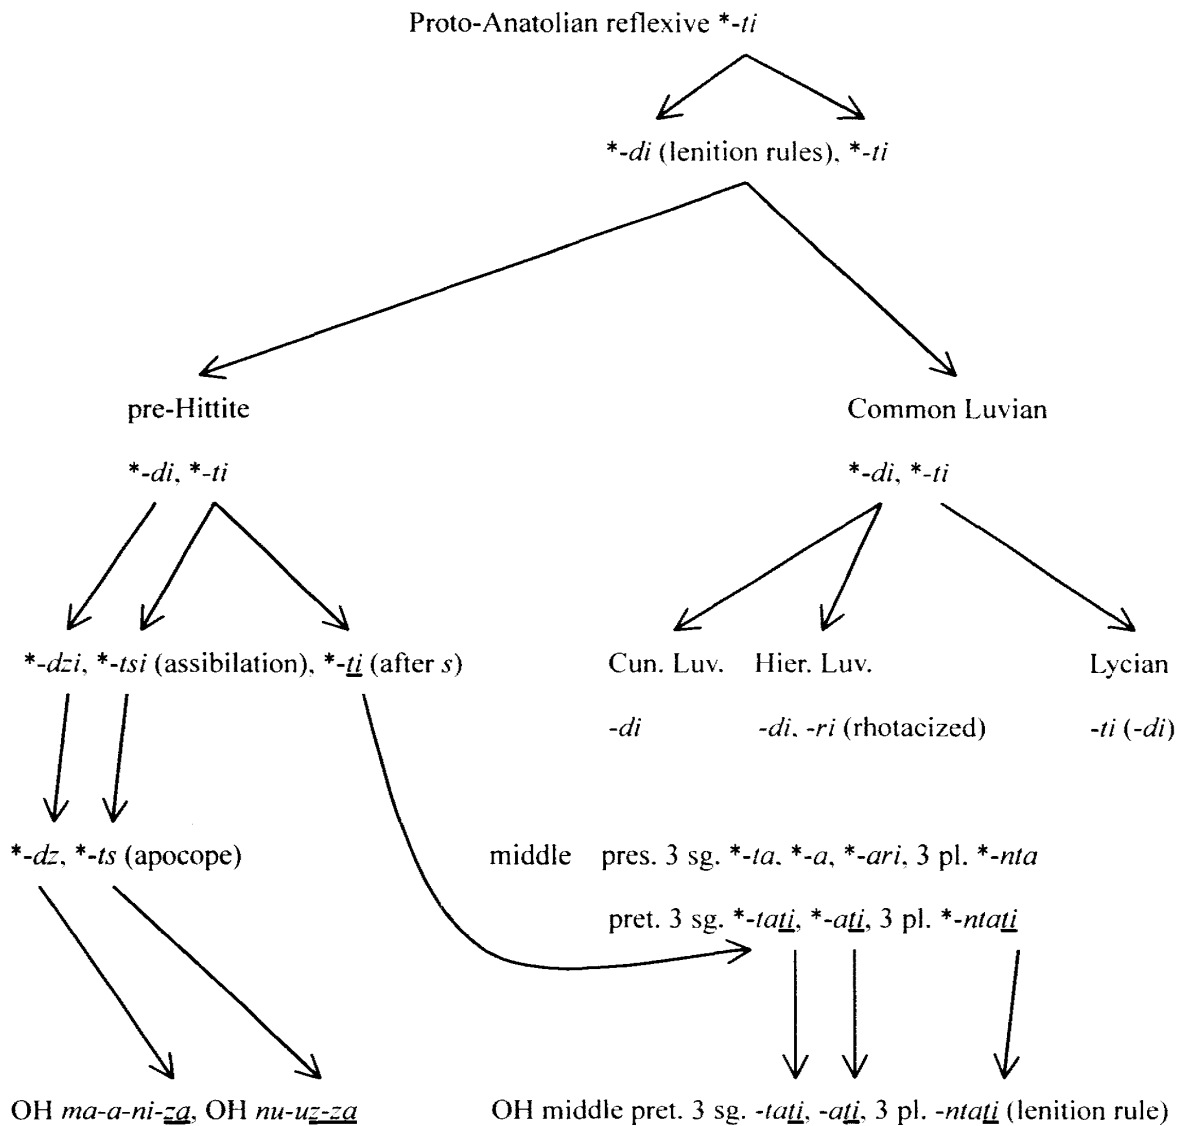 Proto-Anatolian reflexive *-ti
*-di (lenition rules), *-ti
pre-Hittite Common Luvian
*-di, *-ti *-di, *-ti
*-dzi, *-tsi (assibilation), *-ti (after s) Cun. Luv. Hier. Luv. Lycian
-di -di, -ri (rhotacized) -ti (-di)
*-dz, *-ts (apocope) middle pres. 3 sg. *-ta, *-a, *-ari, 3 pl. *-nta
pret. 3 sg. *-tati, *-ati, 3 pl. *-ntati
OH ma-a-ni-za, OH nu-uz-za OH middle pret. 3 sg. -tati, -ati, 3 pl. -ntati (lenition rule)